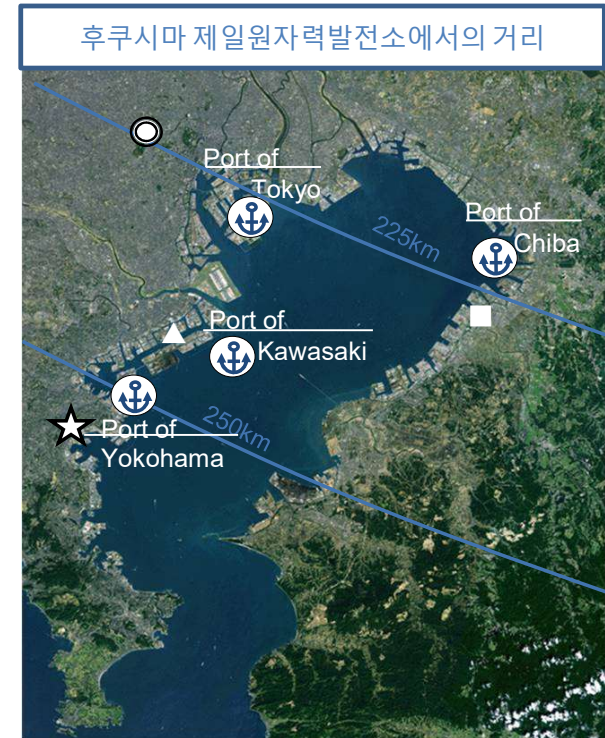 후쿠시마 제일원자력발전소에서의 거리
Port of
Tokyo
225km
Port of
Chiba
Port of
Kawasaki
250km
Port of
Yokohama